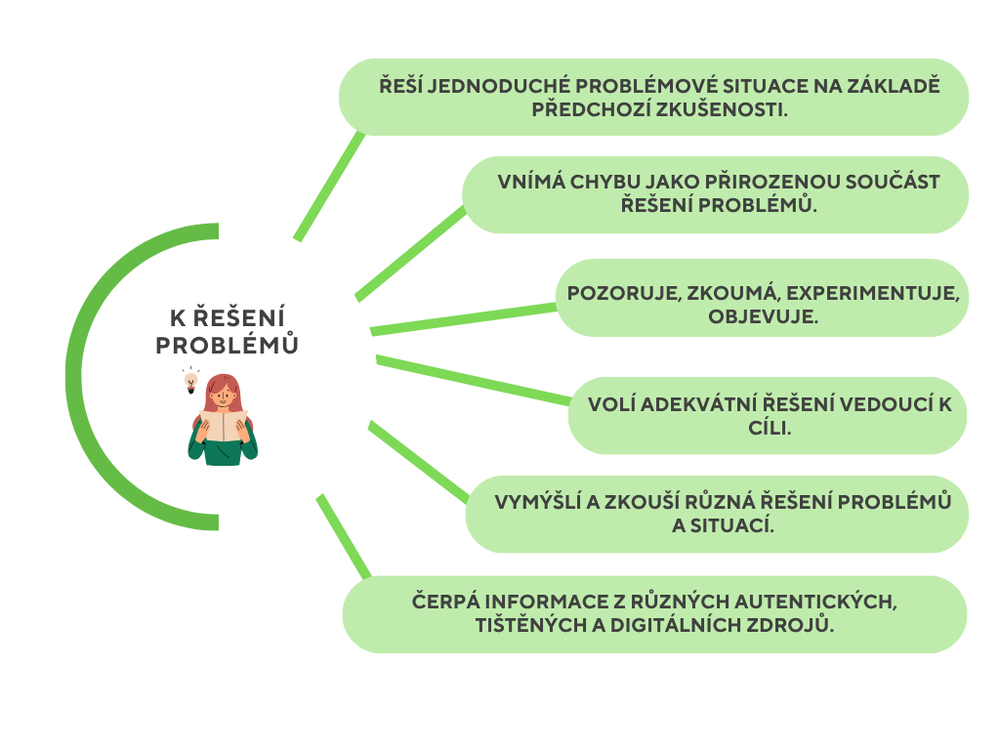 ŘEŠÍ JEDNODUCHÉ PROBLÉMOVÉ SITUACE NA ZÁKLADĚ
PŘEDCHOZÍ ZKUŠENOSTI.
VNÍMÁ CHYBU JAKO PŘIROZENOU SOUČÁST
ŘEŠENÍ PROBLÉMŮ.
POZORUJE, ZKOUMÁ, EXPERIMENTUJE,
OBJEVUJE.
K ŘEŠENÍ
PROBLÉMŮ
VOLÍ ADEKVÁTNÍ ŘEŠENÍ VEDOUCÍ K
CÍLI.
VYMÝŠLÍ A ZKOUŠÍ RŮZNÁ ŘEŠENÍ PROBLÉMŮ
A SITUACÍ.
ČERPÁ INFORMACE Z RŮZNÝCH AUTENTICKÝCH,
TIŠTĚNÝCH A DIGITÁLNÍCH ZDROJŮ.